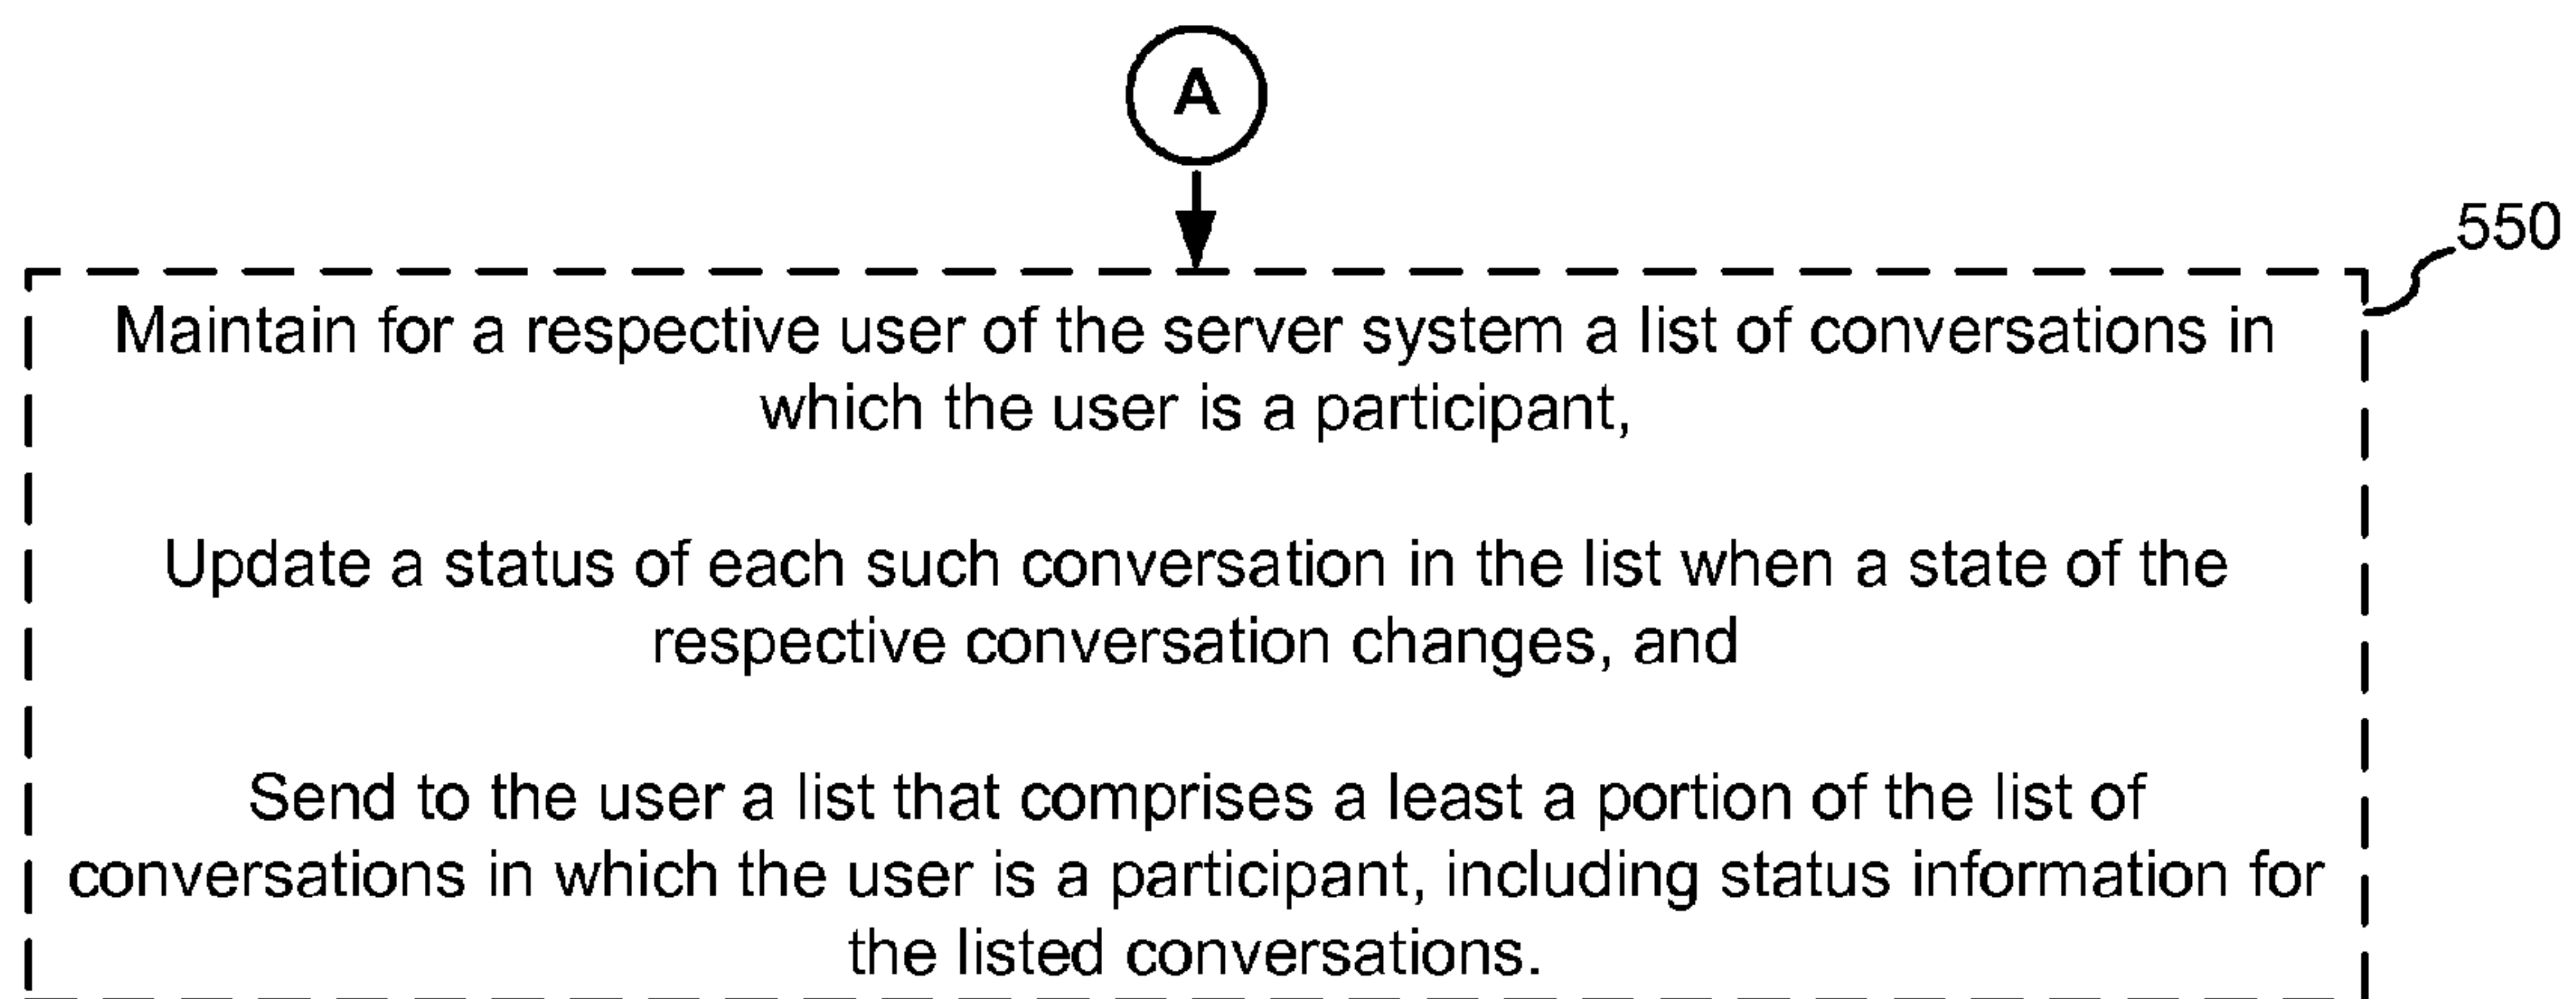 A
550
Maintain for a respective user of the server system a list of conversations in
which the user is a participant,
Update a status of each such conversation in the list when a state of the
respective conversation changes, and
Send to the user a list that comprises a least a portion of the list of
conversations in which the user is a participant, including status information for
the listed conversations.